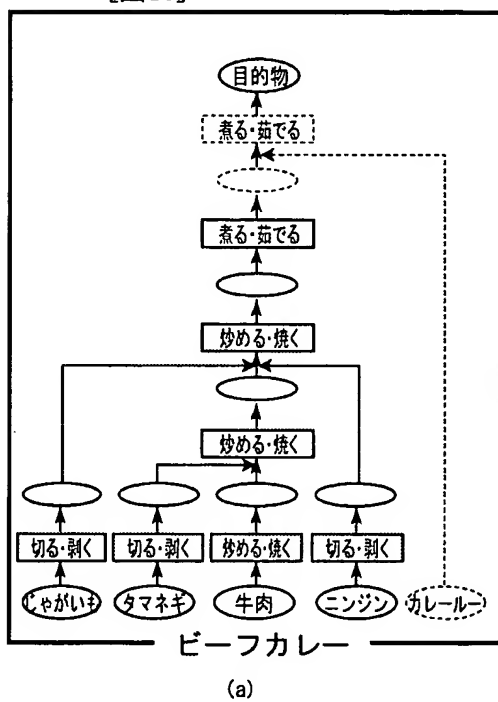 目的物
煮る・茹でる
煮る・茹でる
炒める・焼く
炒める・焼く
切る・剥く 切る・剥く 炒める・焼く 切る・剥く
じゃがいも タマネギ 牛肉 ニンジン カレールー
ビーフカレー
(a)